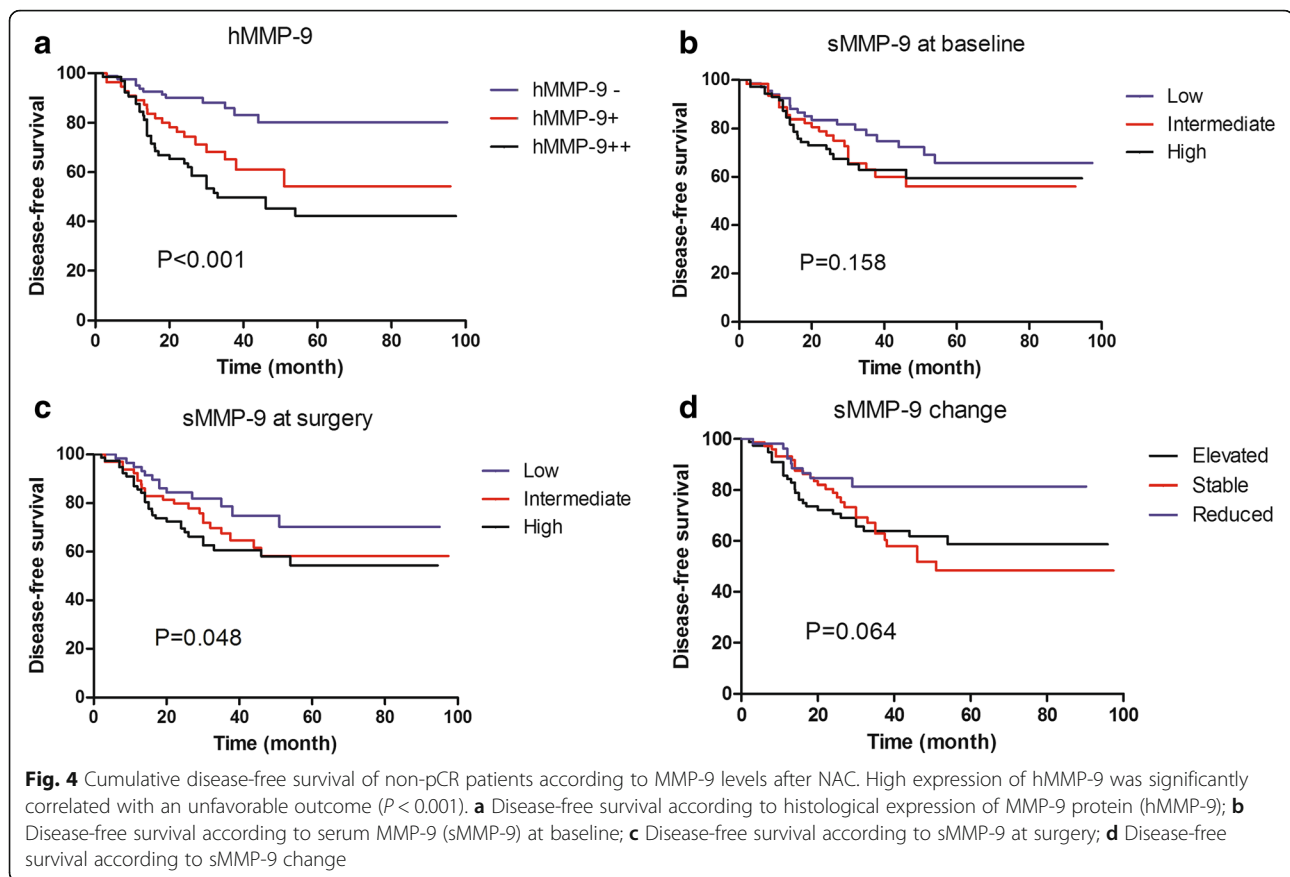 a
hMMP-9
100
80
60
40
20
0
Disease-free survival
0 20 40 60 80 100
Time (month)
hMMP-9 -
hMMP-9+
hMMP-9++
P<0.001
b
sMMP-9 at baseline
100
80
60
40
20
0
Disease-free survival
0 20 40 60 80 100
Time (month)
Low
Intermediate
High
P=0.158
c
sMMP-9 at surgery
100
80
60
40
20
0
Disease-free survival
0 20 40 60 80 100
Time (month)
Low
Intermediate
High
P=0.048
d
sMMP-9 change
100
80
60
40
20
0
Disease-free survival
0 20 40 60 80 100
Time (month)
Elevated
Stable
Reduced
P=0.064
Fig. 4 Cumulative disease-free survival of non-pCR patients according to MMP-9 levels after NAC. High expression of hMMP-9 was significantly
correlated with an unfavorable outcome (P < 0.001). a Disease-free survival according to histological expression of MMP-9 protein (hMMP-9); b
Disease-free survival according to serum MMP-9 (sMMP-9) at baseline; c Disease-free survival according to sMMP-9 at surgery; d Disease-free
survival according to sMMP-9 change